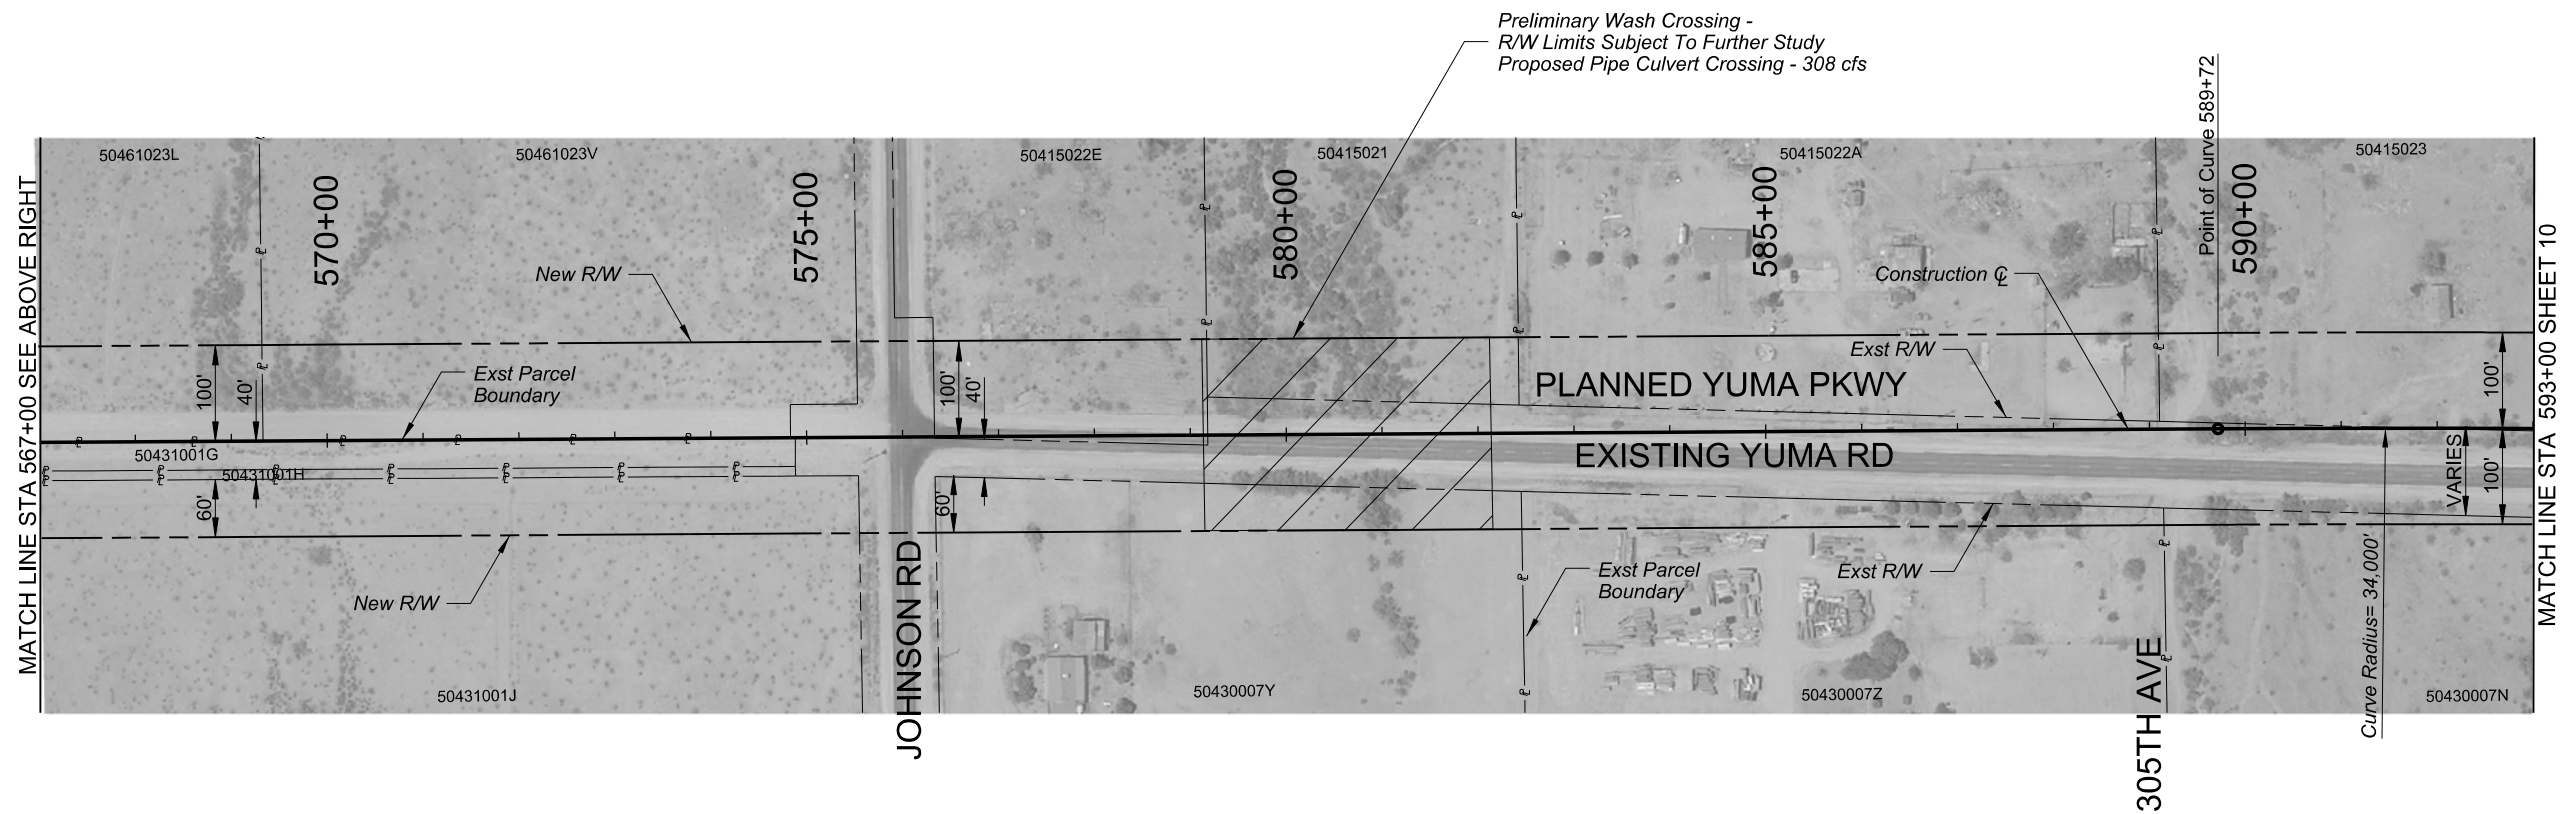 Preliminary Wash Crossing -
R/W Limits Subject To Further Study
Proposed Pipe Culvert Crossing - 308 cfs
Point of Curve 589+72
50461023L
50461023V
50415022E
50415021
50415022A
50415023
570+00
575+00
580+00
585+00
590+00
MATCH LINE STA 567+00 SEE ABOVE RIGHT
MATCH LINE STA 593+00 SHEET 10
New R/W
Construction ℄
Exst Parcel
Boundary
Exst R/W
100'
40'
100'
40'
100'
PLANNED YUMA PKWY
EXISTING YUMA RD
50431001G
50431001H
60'
60'
VARIES
100'
New R/W
JOHNSON RD
Exst Parcel
Boundary
Exst R/W
Curve Radius= 34,000'
305TH AVE
50431001J
50430007Y
50430007Z
50430007N